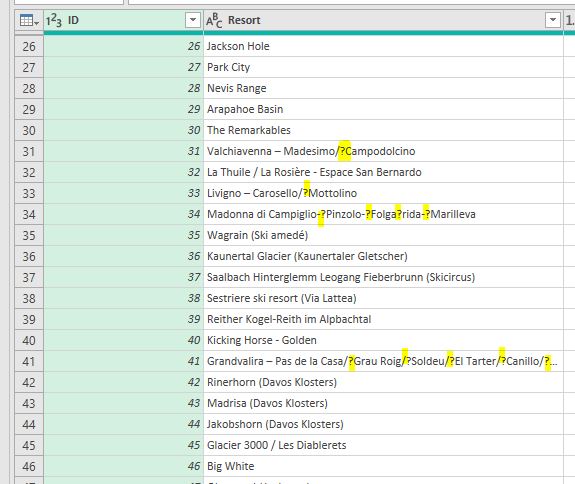 123 ID ABC Resort 1.
26 26 Jackson Hole
27 27 Park City
28 28 Nevis Range
29 29 Arapahoe Basin
30 30 The Remarkables
31 31 Valchiavenna – Madesimo/?Campodolcino
32 32 La Thuile / La Rosière - Espace San Bernardo
33 33 Livigno – Carosello/?Mottolino
34 34 Madonna di Campiglio-?Pinzolo-?Folga?rida-?Marilleva
35 35 Wagrain (Ski amedé)
36 36 Kaunertal Glacier (Kaunertaler Gletscher)
37 37 Saalbach Hinterglemm Leogang Fieberbrunn (Skicircus)
38 38 Sestriere ski resort (Via Lattea)
39 39 Reither Kogel-Reith im Alpbachtal
40 40 Kicking Horse - Golden
41 41 Grandvalira – Pas de la Casa/?Grau Roig/?Soldeu/?El Tarter/?Canillo/?...
42 42 Rinerhorn (Davos Klosters)
43 43 Madrisa (Davos Klosters)
44 44 Jakobshorn (Davos Klosters)
45 45 Glacier 3000 / Les Diablerets
46 46 Big White